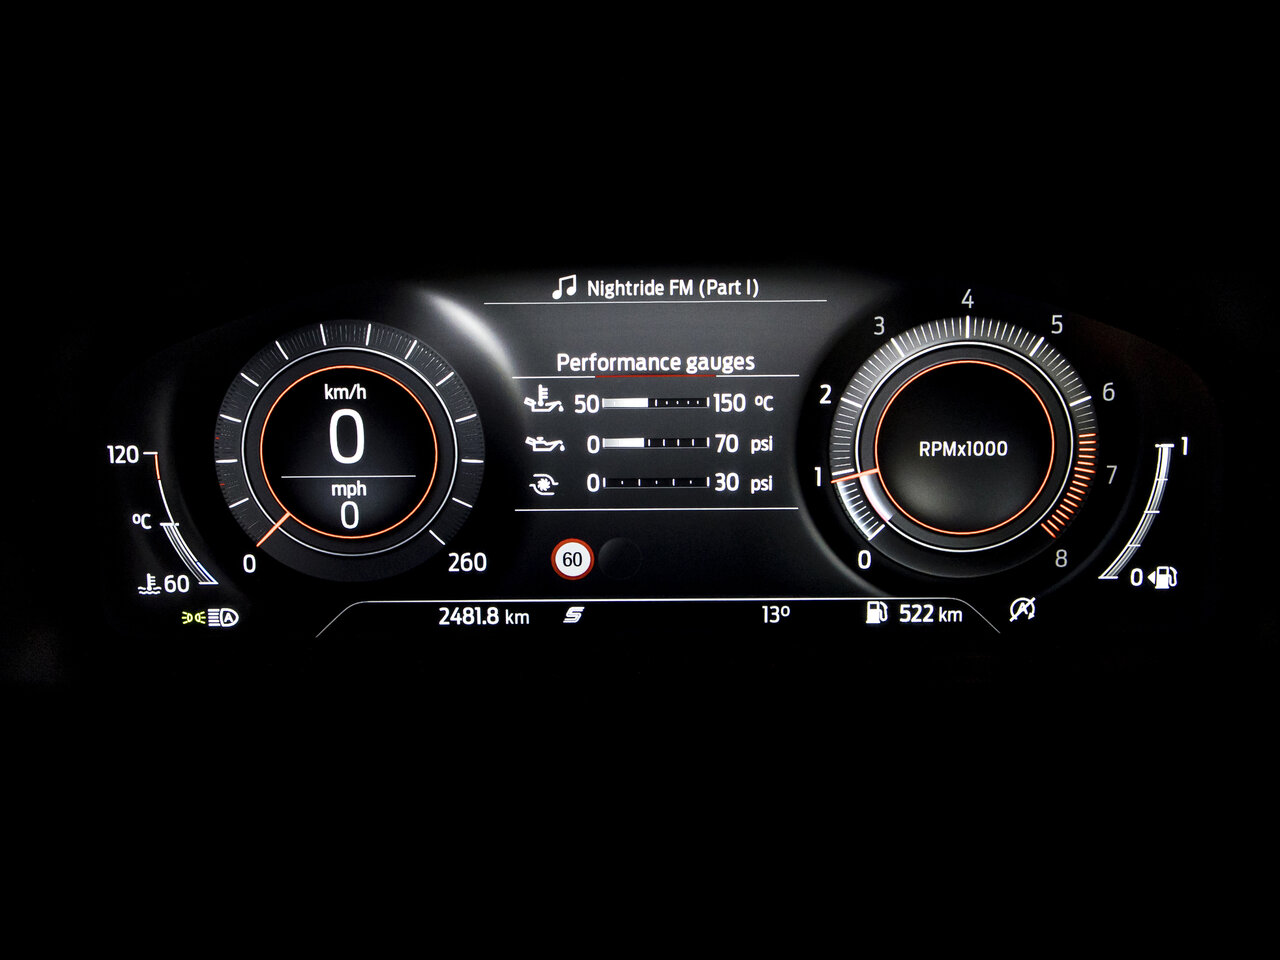 Nightride FM (Part I)
Performance gauges
50 150 ºC
0 70 psi
0 30 psi
km/h
0
mph
0
0 260
120
ºC
60
60
RPMx1000
0 1 2 3 4 5 6 7 8
1
0
A
2481.8 km S 13º 522 km A